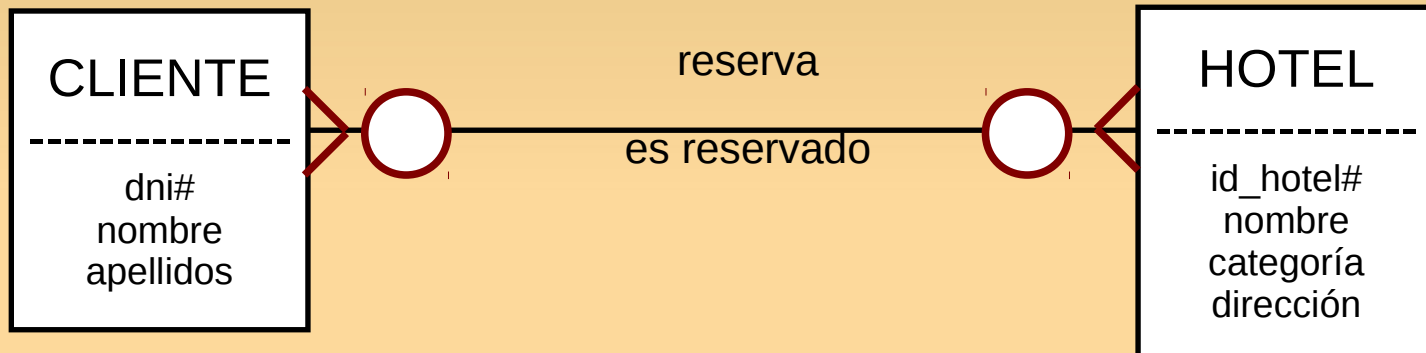 CLIENTE
dni#
nombre
apellidos
reserva
es reservado
HOTEL
id_hotel#
nombre
categoría
dirección